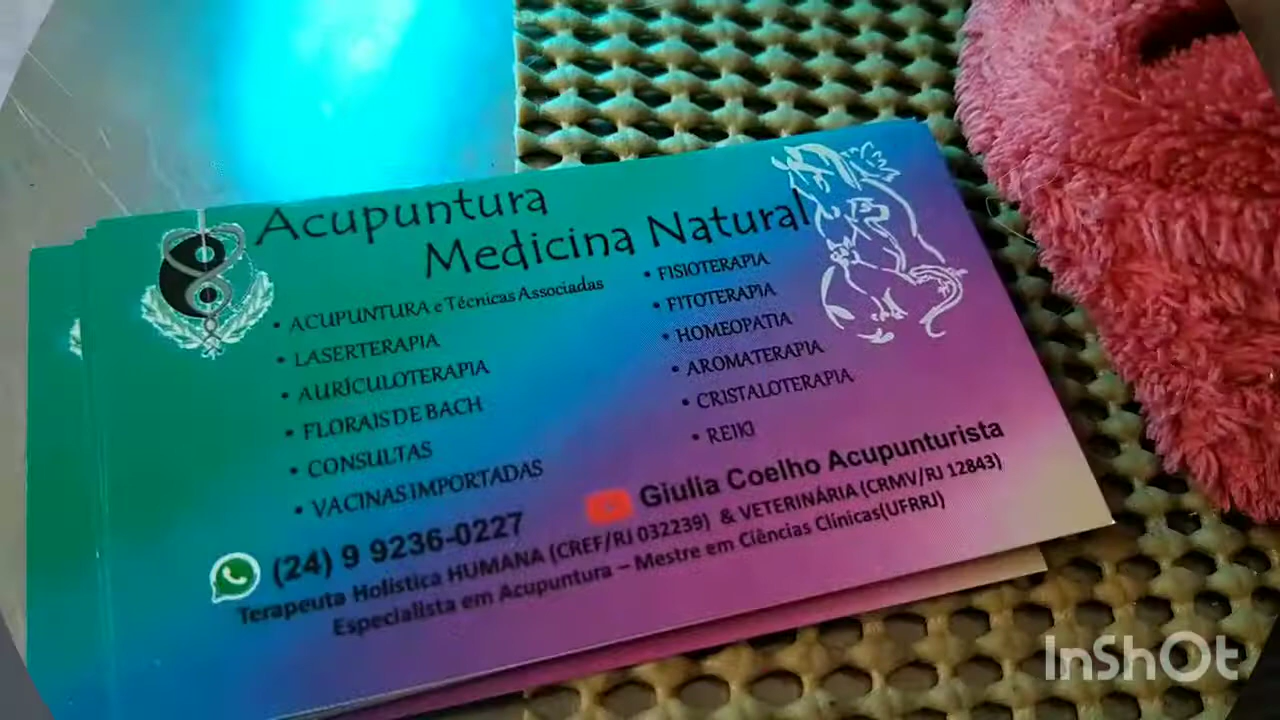 Acupuntura
Medicina Natural
• ACUPUNTURA e Técnicas Associadas
• LASERTERAPIA
• AURÍCULOTERAPIA
• FLORAIS DE BACH
• CONSULTAS
• VACINAS IMPORTADAS
• FISIOTERAPIA
• FITOTERAPIA
• HOMEOPATIA
• AROMATERAPIA
• CRISTALOTERAPIA
• REIKI
(24) 9 9236-0227
Giulia Coelho Acupunturista
Terapeuta Holística HUMANA (CREF/RJ 032239) & VETERINÁRIA (CRMV/RJ 12843)
Especialista em Acupuntura – Mestre em Ciências Clínicas(UFRRJ)
InShOt